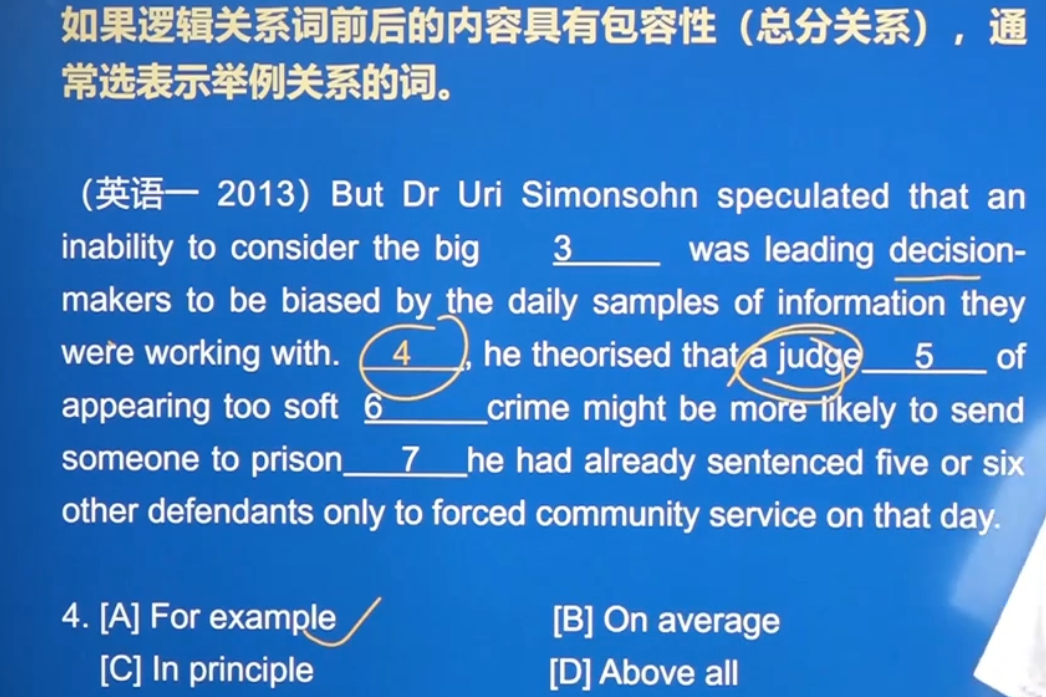 如果逻辑关系词前后的内容具有包容性（总分关系），通
常选表示举例关系的词。
（英语一 2013）But Dr Uri Simonsohn speculated that an
inability to consider the big 3 was leading decision-
makers to be biased by the daily samples of information they
were working with. 4 , he theorised that a judge 5 of
appearing too soft 6 crime might be more likely to send
someone to prison 7 he had already sentenced five or six
other defendants only to forced community service on that day.
4. [A] For example [B] On average
[C] In principle [D] Above all